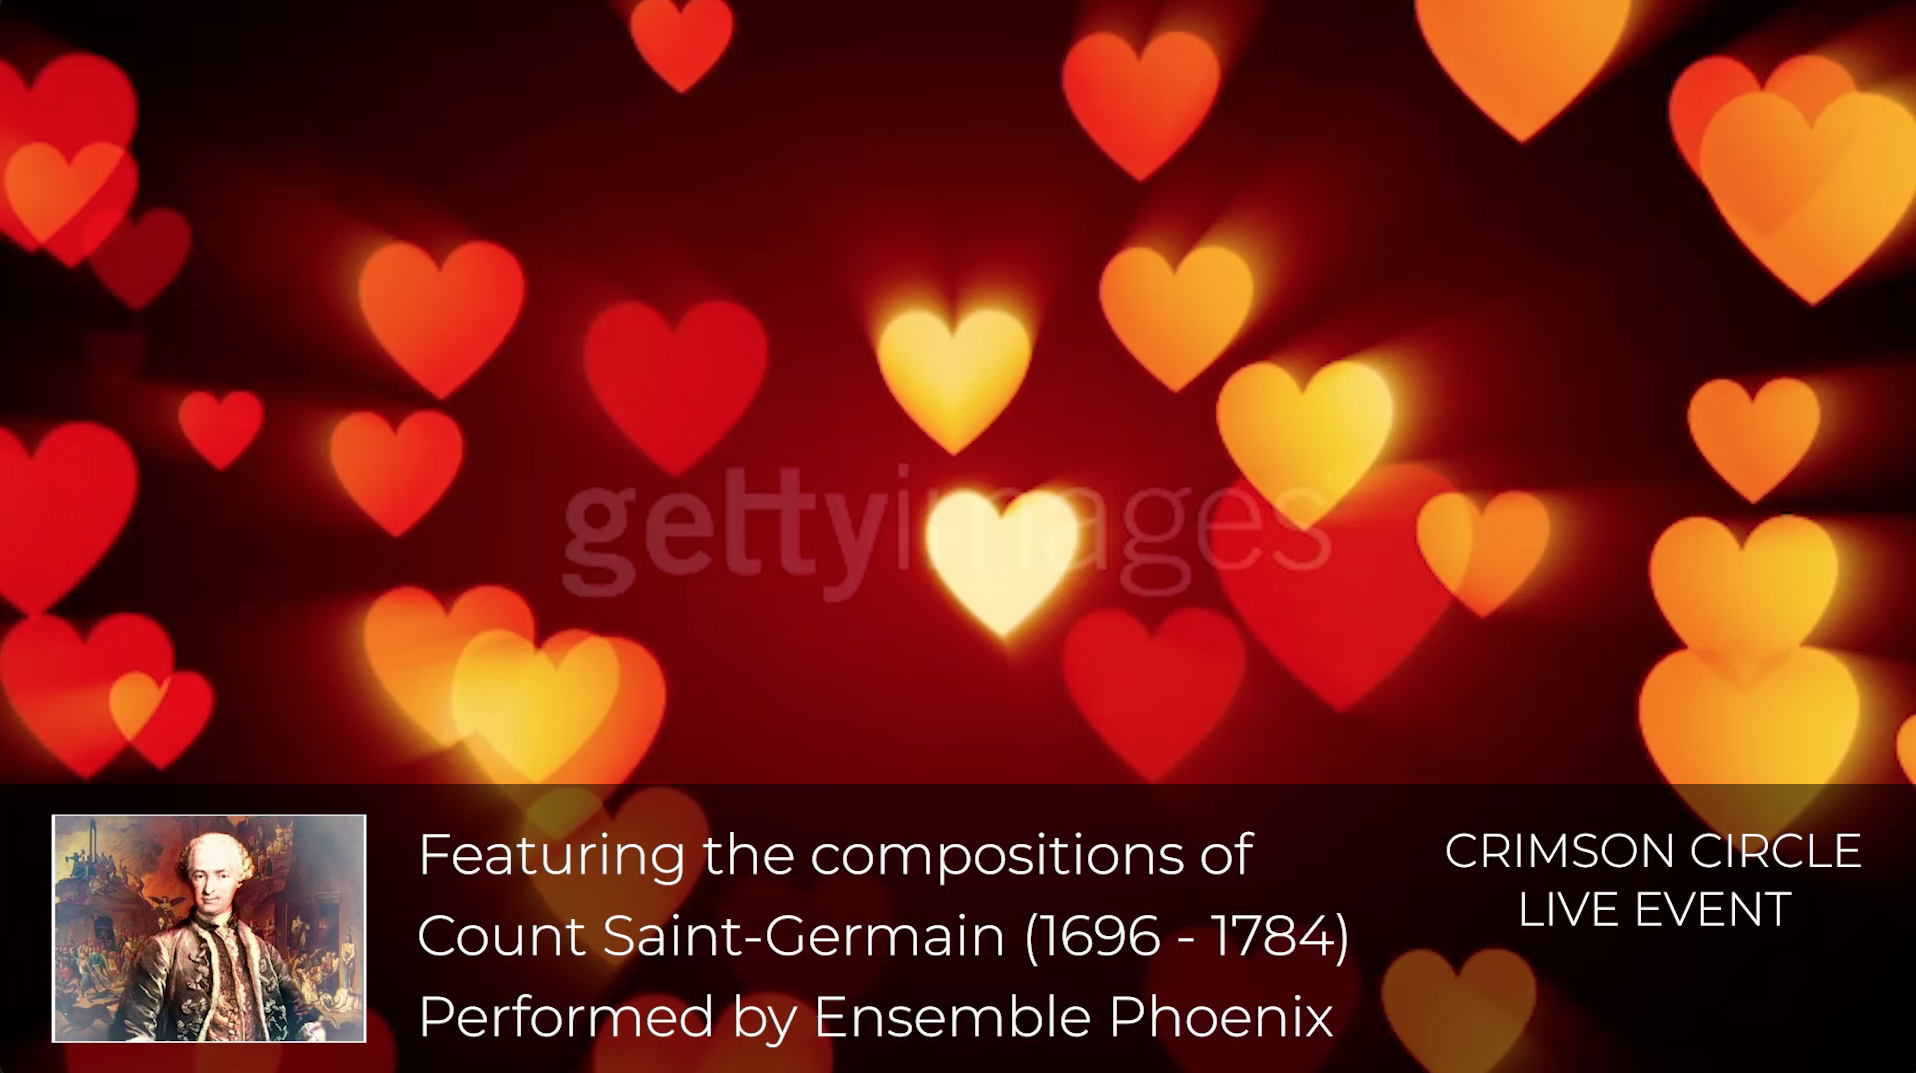 gettyimages
Featuring the compositions of
Count Saint-Germain (1696 - 1784)
Performed by Ensemble Phoenix
CRIMSON CIRCLE
LIVE EVENT